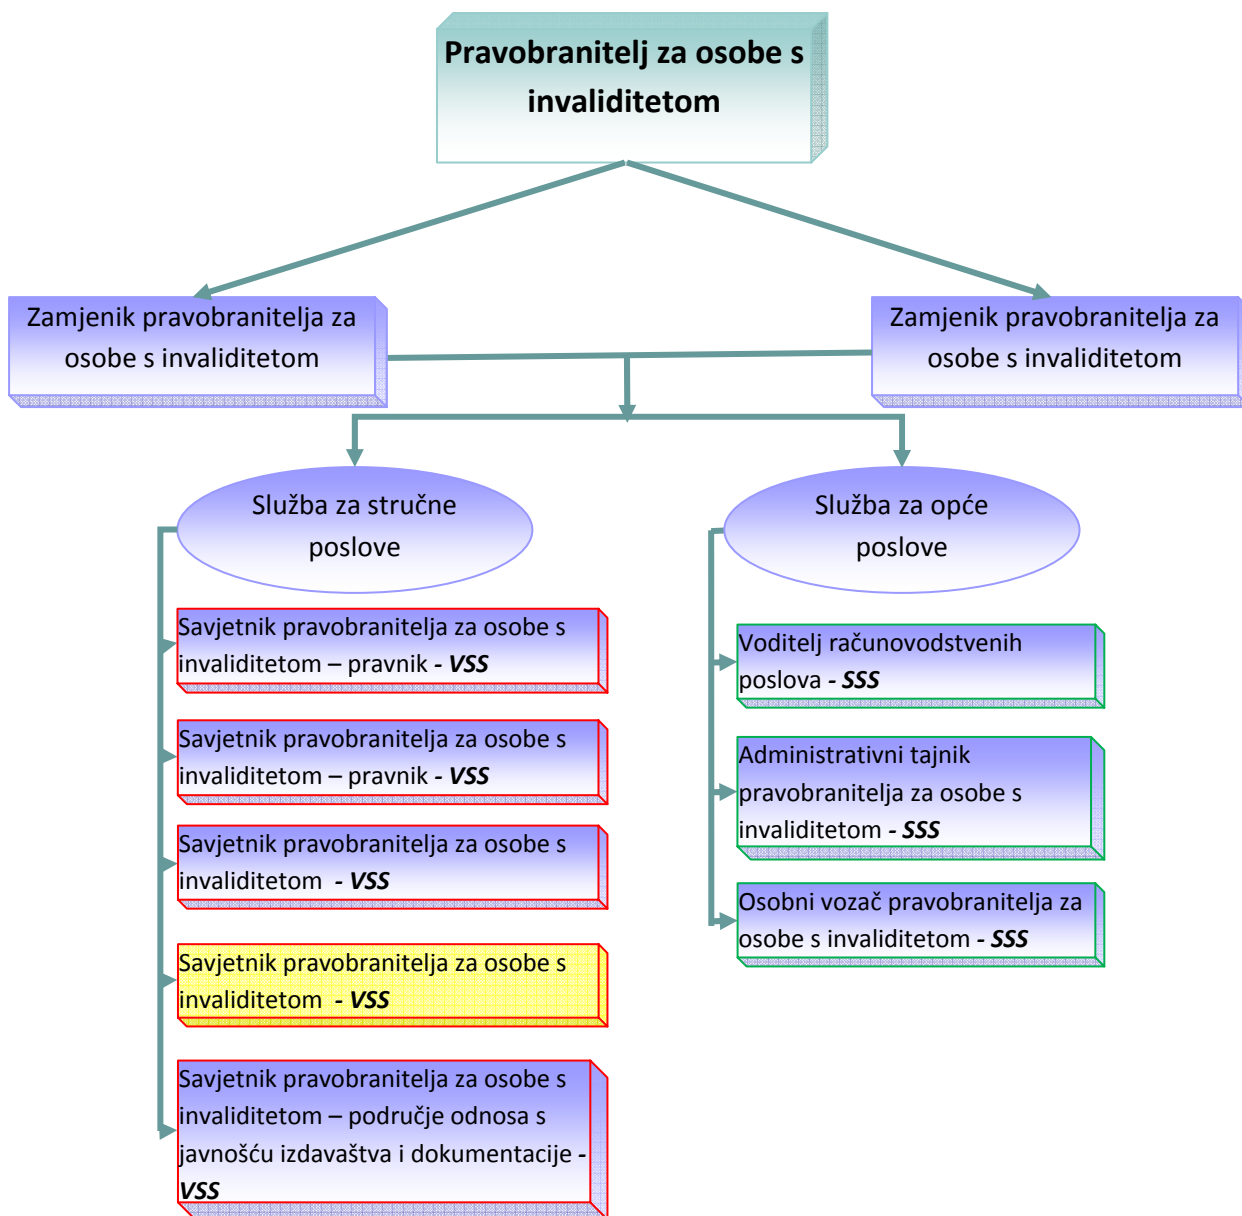 Pravobranitelj za osobe s
invaliditetom
Zamjenik pravobranitelja za
osobe s invaliditetom
Zamjenik pravobranitelja za
osobe s invaliditetom
Služba za stručne
poslove
Služba za opće
poslove
Savjetnik pravobranitelja za osobe s
invaliditetom – pravnik - VSS
Savjetnik pravobranitelja za osobe s
invaliditetom – pravnik - VSS
Savjetnik pravobranitelja za osobe s
invaliditetom - VSS
Savjetnik pravobranitelja za osobe s
invaliditetom - VSS
Savjetnik pravobranitelja za osobe s
invaliditetom – područje odnosa s
javnošću izdavaštva i dokumentacije -
VSS
Voditelj računovodstvenih
poslova - SSS
Administrativni tajnik
pravobranitelja za osobe s
invaliditetom - SSS
Osobni vozač pravobranitelja za
osobe s invaliditetom - SSS